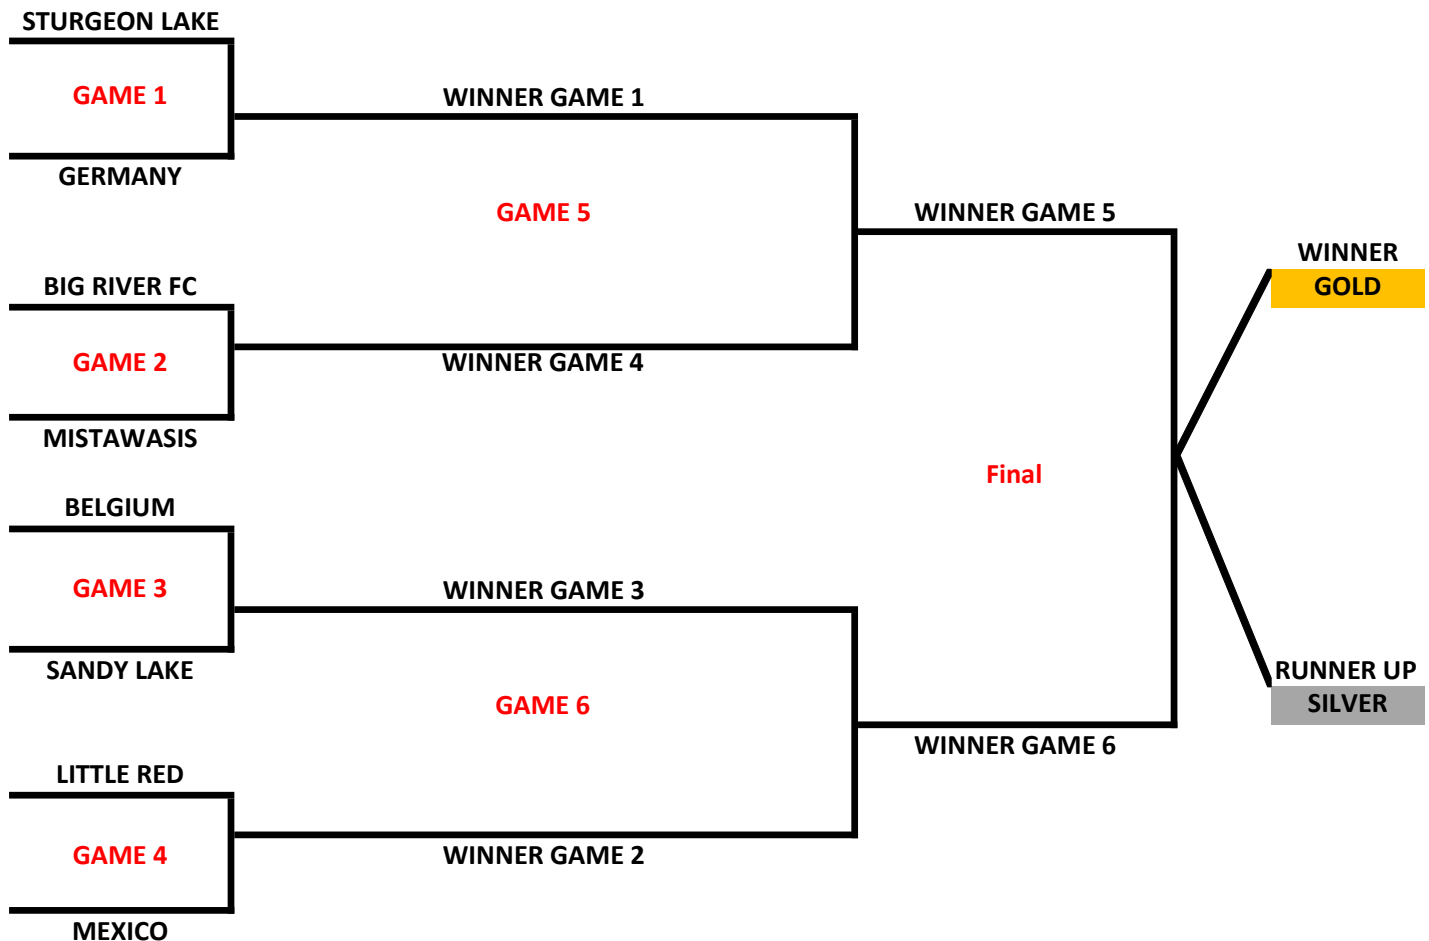 STURGEON LAKE
GAME 1
GERMANY
WINNER GAME 1
GAME 5
BIG RIVER FC
GAME 2
MISTAWASIS
WINNER GAME 4
WINNER GAME 5
BELGIUM
GAME 3
SANDY LAKE
WINNER GAME 3
GAME 6
LITTLE RED
GAME 4
MEXICO
WINNER GAME 2
WINNER GAME 6
Final
WINNER
GOLD
RUNNER UP
SILVER